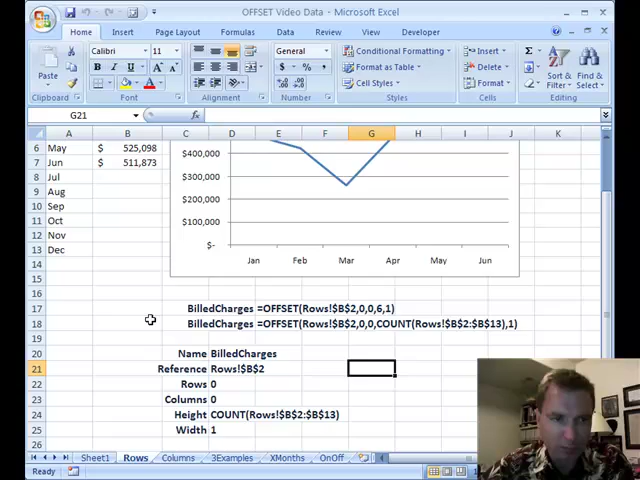 OFFSET Video Data - Microsoft Excel
Home Insert Page Layout Formulas Data Review View Developer
Paste
Clipboard
Calibri 11
B I U
Font
Alignment
General
$ % ,
Number
Conditional Formatting
Format as Table
Cell Styles
Styles
Insert
Delete
Format
Cells
Σ
Sort & Filter
Find & Select
Editing
G21 fx
A B C D E F G H I J K
6 May $ 525,098
7 Jun $ 511,873
8 Jul
9 Aug
10 Sep
11 Oct
12 Nov
13 Dec
14
15
16
$400,000
$300,000
$200,000
$100,000
$-
Jan Feb Mar Apr May Jun
17 BilledCharges =OFFSET(Rows!$B$2,0,0,6,1)
18 BilledCharges =OFFSET(Rows!$B$2,0,0,COUNT(Rows!$B$2:$B$13),1)
19
20 Name BilledCharges
21 Reference Rows!$B$2
22 Rows 0
23 Columns 0
24 Height COUNT(Rows!$B$2:$B$13)
25 Width 1
26
Sheet1 Rows Columns 3Examples XMonths OnOff
Ready